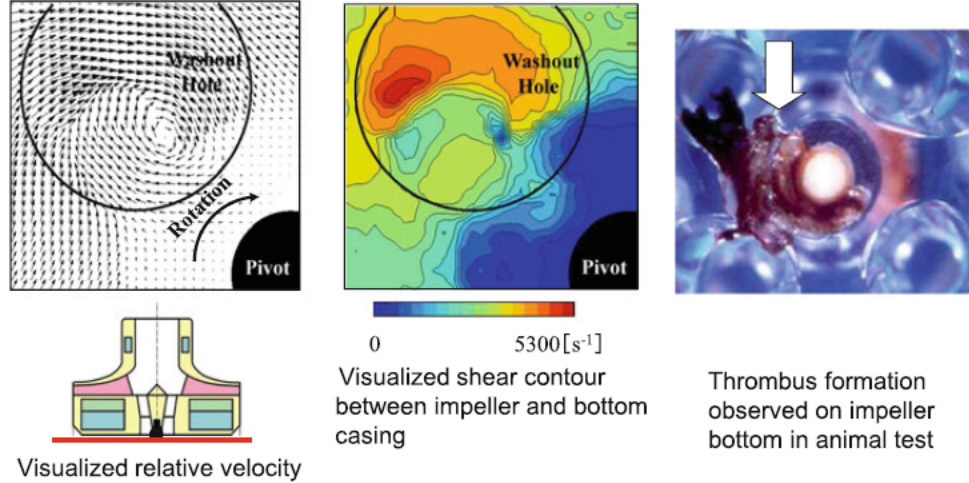 Washout
Hole
Rotation
Pivot
Washout
Hole
Pivot
0 5300[s⁻¹]
Visualized relative velocity
Visualized shear contour
between impeller and bottom
casing
Thrombus formation
observed on impeller
bottom in animal test